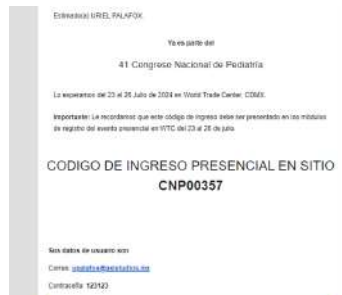 Estimado(a) URIEL PALAFOX
Ya es parte del
41 Congreso Nacional de Pediatría
Lo esperamos del 23 al 26 Julio de 2024 en World Trade Center, CDMX.
Importante: Le recordamos que este código de ingreso debe ser presentado en los módulos
de registro del evento presencial en WTC del 23 al 26 de julio
CODIGO DE INGRESO PRESENCIAL EN SITIO
CNP00357
Sus datos de usuario son
Correo:
Contraseña: 123123